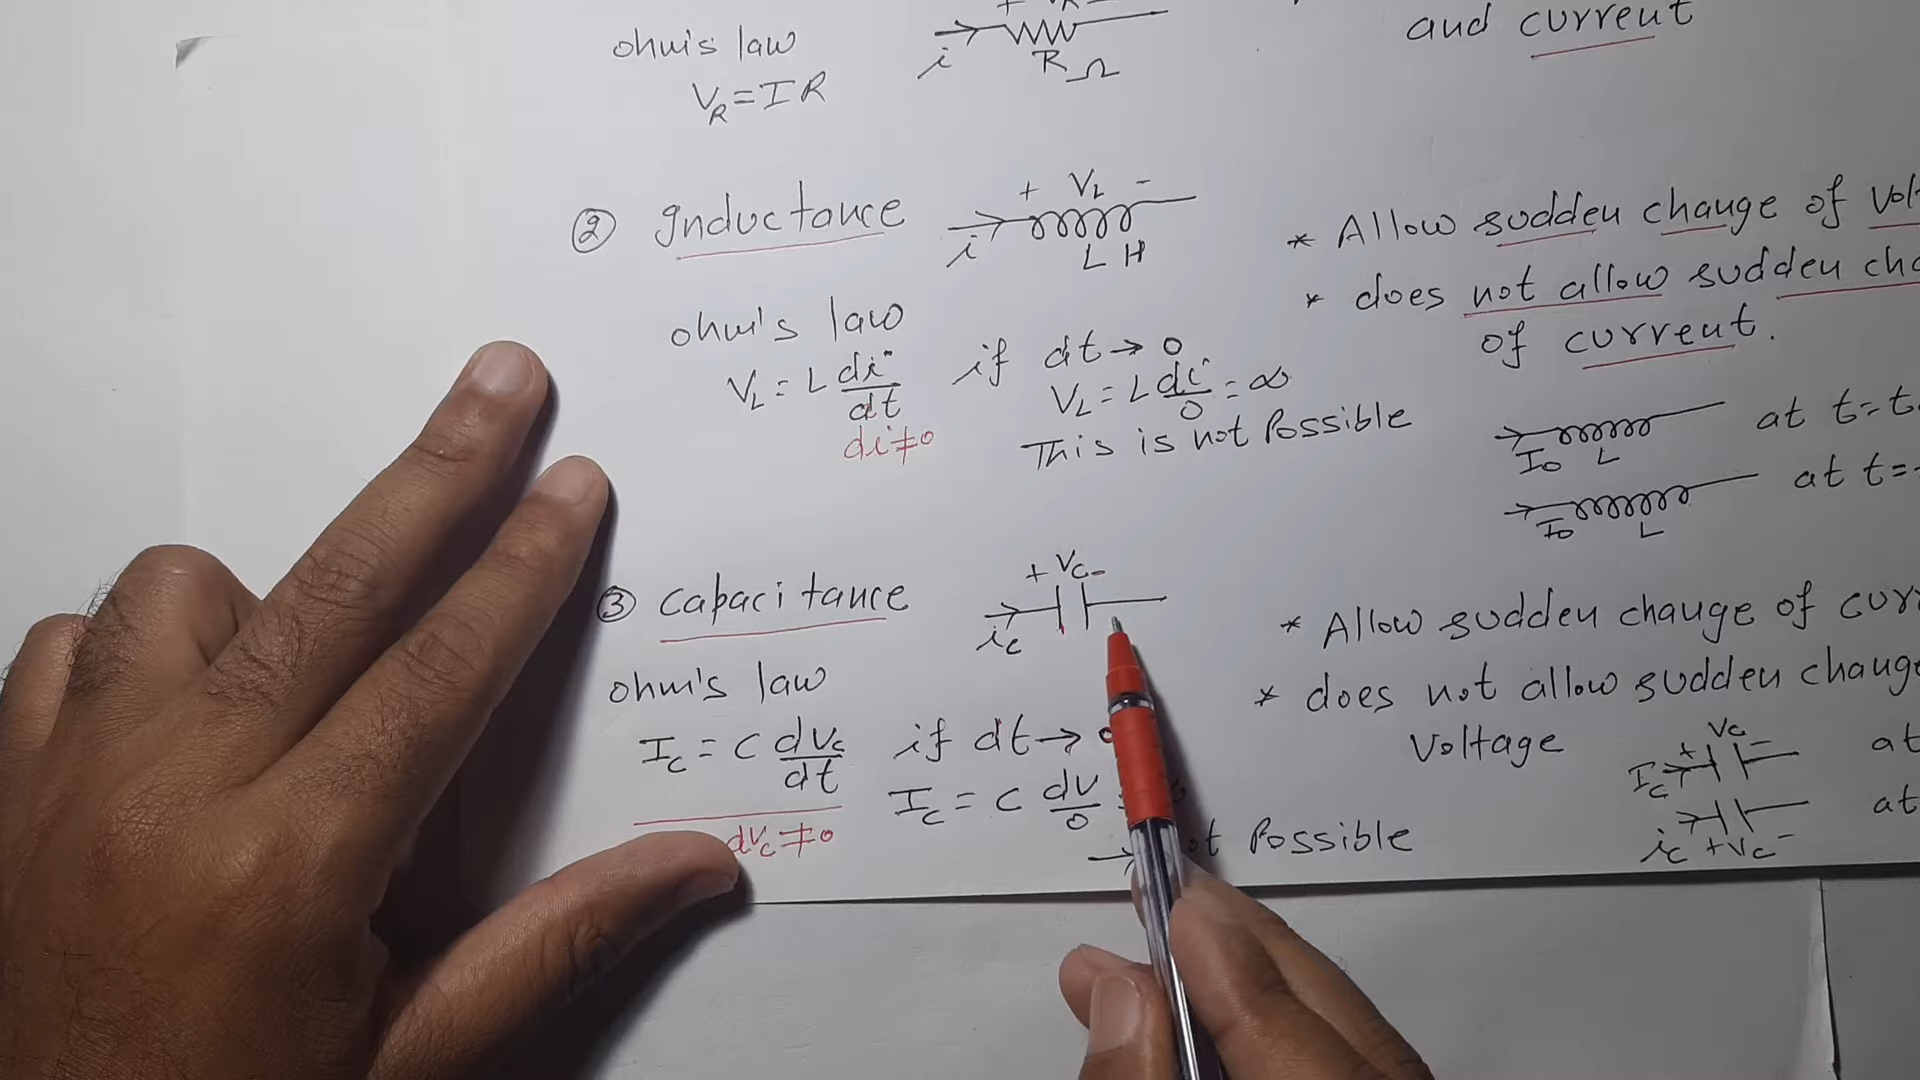 and current
ohm's law
i
R Ω
V_R = I R
② Inductance
+ V_L -
i
L H
* Allow sudden change of
* does not allow sudden
of current.
ohm's law
V_L = L di/dt
di ≠ 0
if dt → 0
V_L = L di/0 = ∞
This is not Possible
I_0 L
at t=
I_0 L
at t=
③ Capacitance
+ V_C -
i_C
* Allow sudden change of
* does not allow sudden change
Voltage
ohm's law
I_C = C dV_C/dt
dV_C ≠ 0
if dt →
I_C = C dV/0
→
Possible
+ V_C -
I_C
at
i_C + V_C -
at